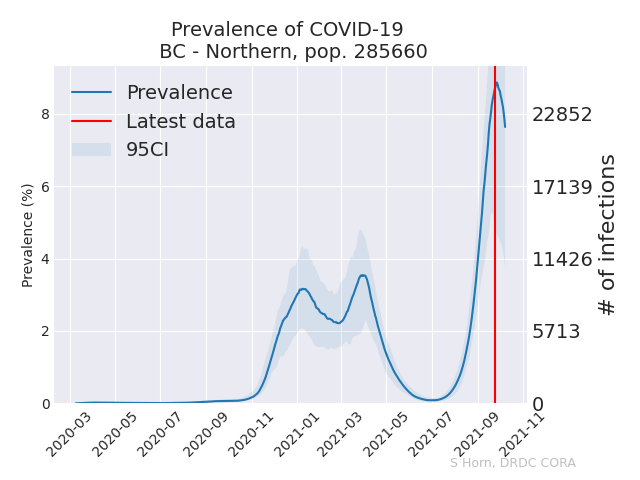 Prevalence of COVID-19
BC - Northern, pop. 285660
Prevalence
Latest data
95CI
Prevalence (%)
8
6
4
2
0
22852
17139
11426
5713
0
# of infections
2020-03
2020-05
2020-07
2020-09
2020-11
2021-01
2021-03
2021-05
2021-07
2021-09
2021-11
S Horn, DRDC CORA